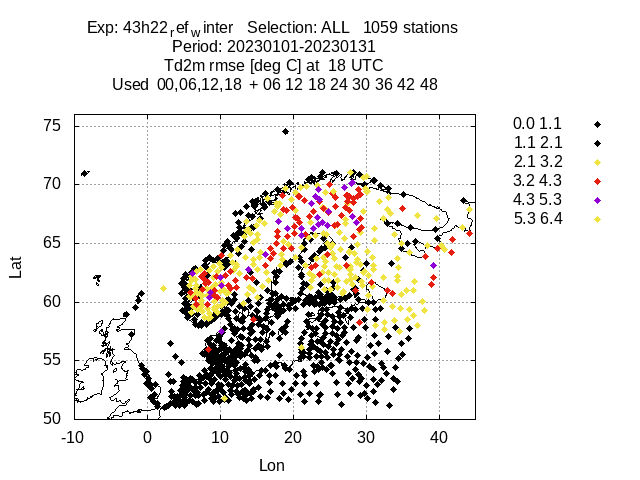 Exp: 43h22refwinter Selection: ALL 1059 stations
Period: 20230101-20230131
Td2m rmse [deg C] at 18 UTC
Used 00,06,12,18 + 06 12 18 24 30 36 42 48
75
70
65
60
55
50
Lat
-10 0 10 20 30 40
Lon
0.0 1.1
1.1 2.1
2.1 3.2
3.2 4.3
4.3 5.3
5.3 6.4